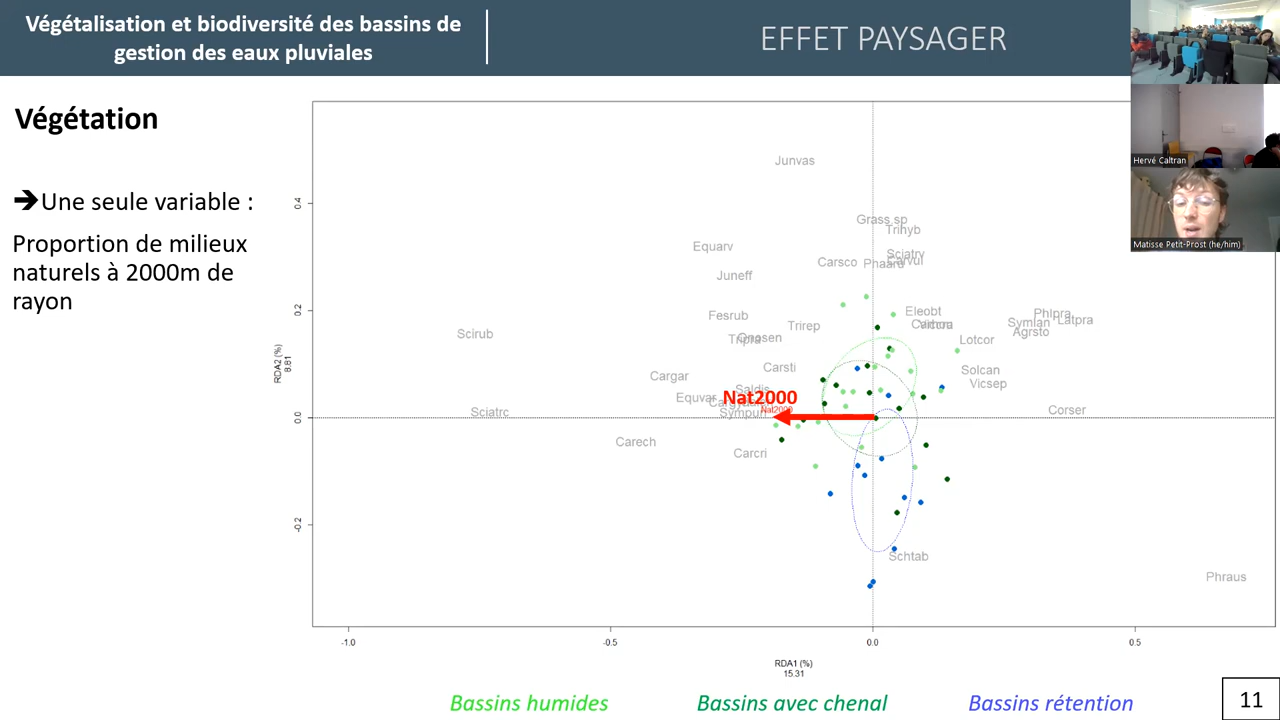 Végétalisation et biodiversité des bassins de
gestion des eaux pluviales
EFFET PAYSAGER
Végétation
➔Une seule variable :
Proportion de milieux
naturels à 2000m de
rayon
Hervé Caltran
Matisse Petit-Prost (he/him)
Junvas
Grass.sp
Trihyb
Equarv
Sciatry
Carvul
Carsco
Phaaru
Juneff
Fesrub
Eleobt
Phlpra
Latpra
Symlan
Agrsto
Trirep
Scirub
Tripra
Lotcor
Carsti
Solcan
Cargar
Vicsep
Saldis
Equvar
Nat2000
Nat2000
Corser
Sciatrc
Carech
Carcri
Schtab
Phraus
RDA2 (%)
8.81
0.4
0.2
0.0
-0.2
-1.0
-0.5
0.0
0.5
RDA1 (%)
15.31
Bassins humides
Bassins avec chenal
Bassins rétention
11